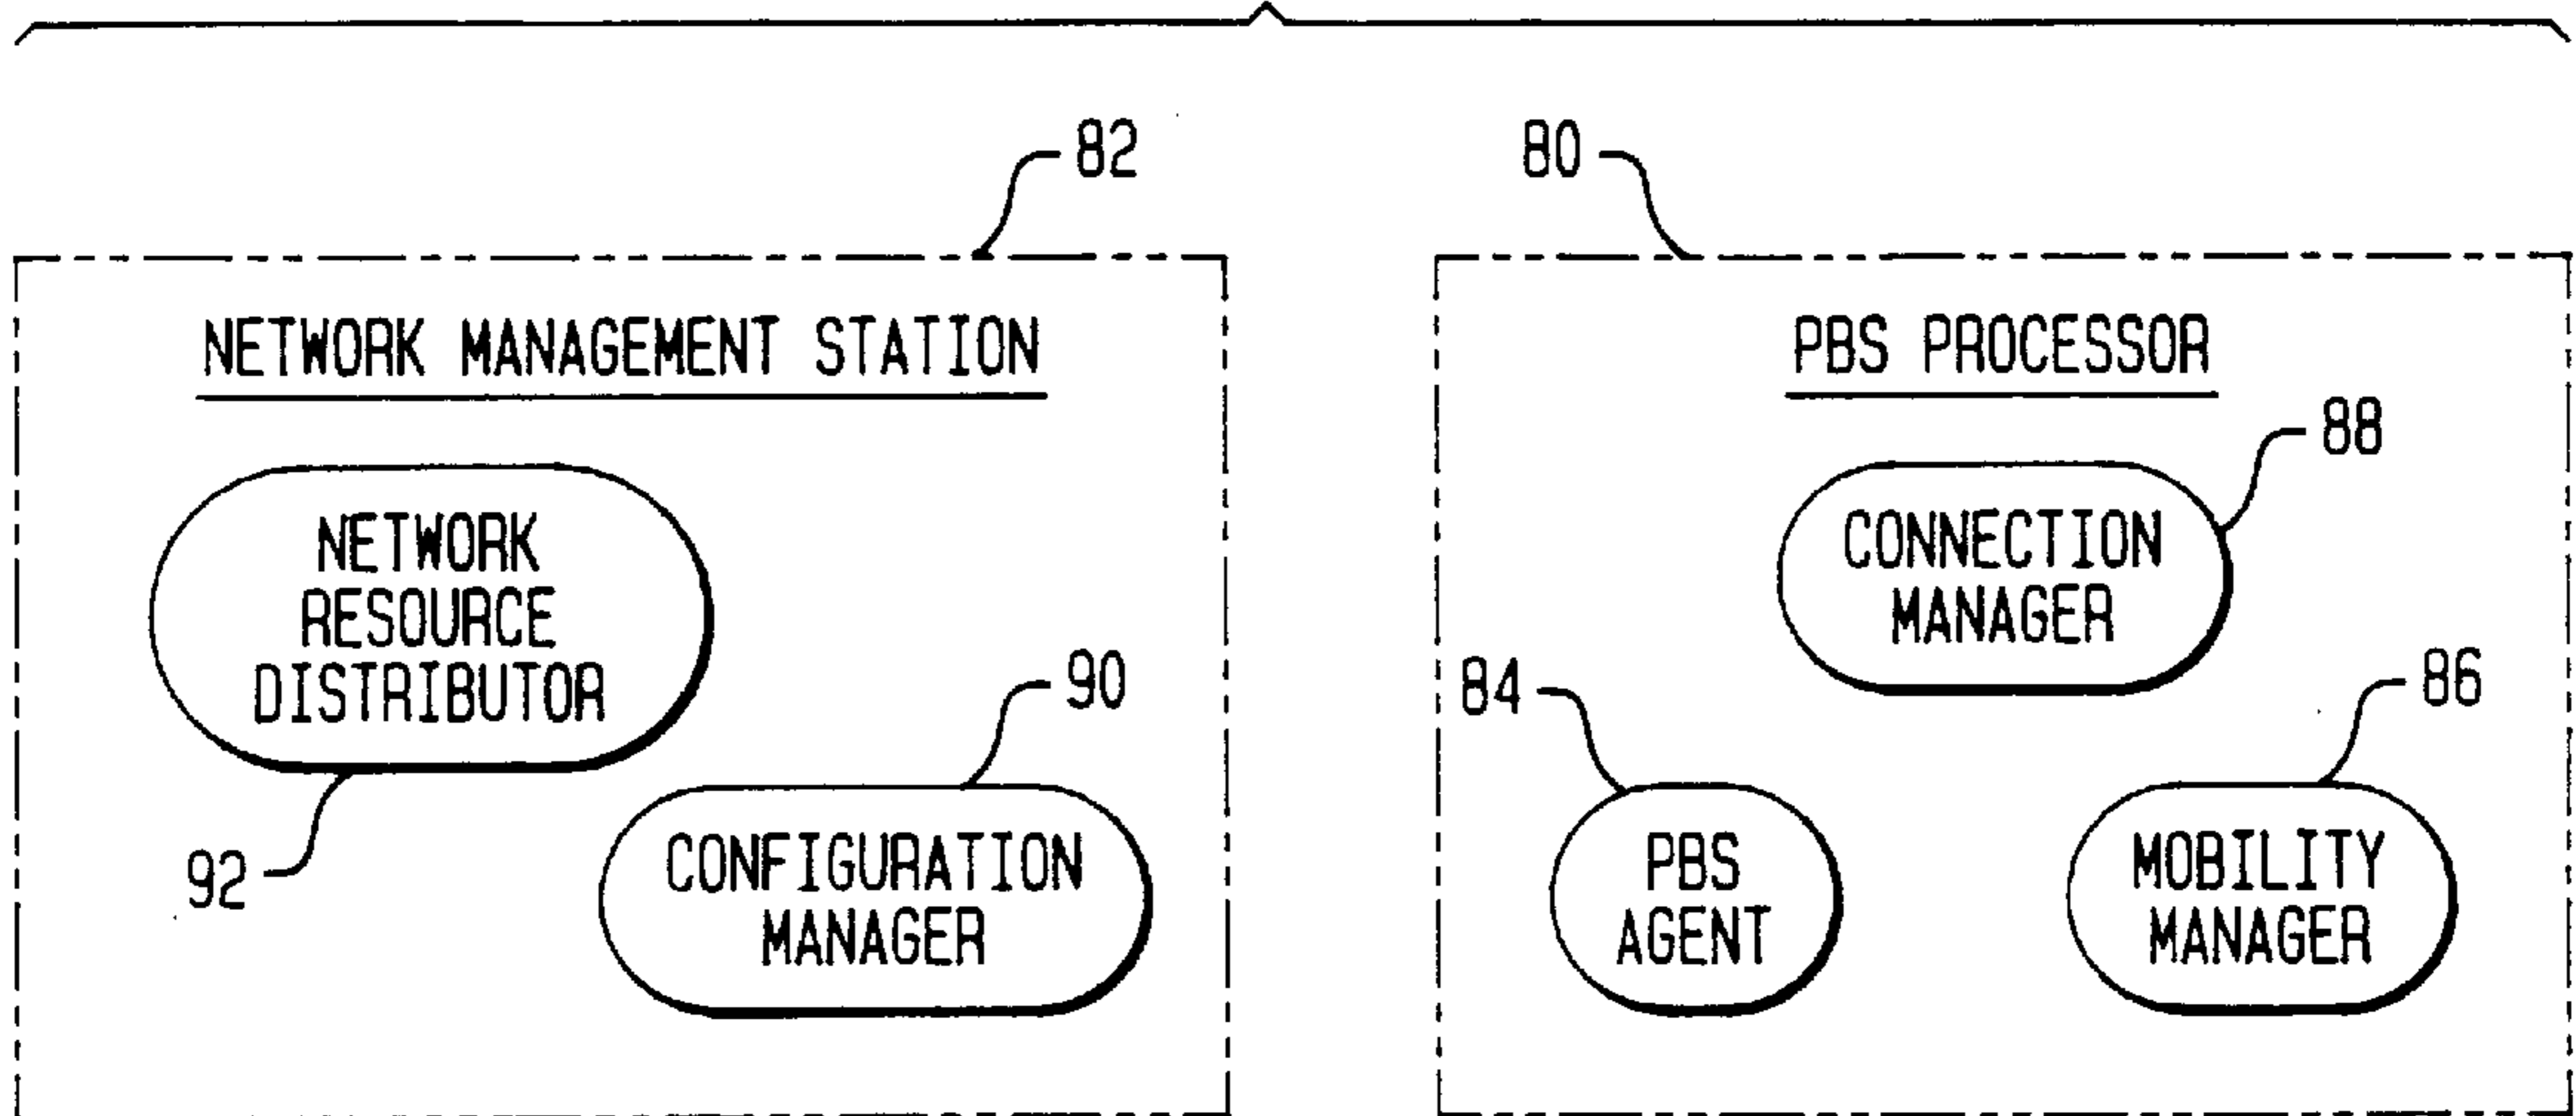 82
80
NETWORK MANAGEMENT STATION
PBS PROCESSOR
88
NETWORK
RESOURCE
DISTRIBUTOR
92
CONNECTION
MANAGER
90
CONFIGURATION
MANAGER
84
PBS
AGENT
86
MOBILITY
MANAGER